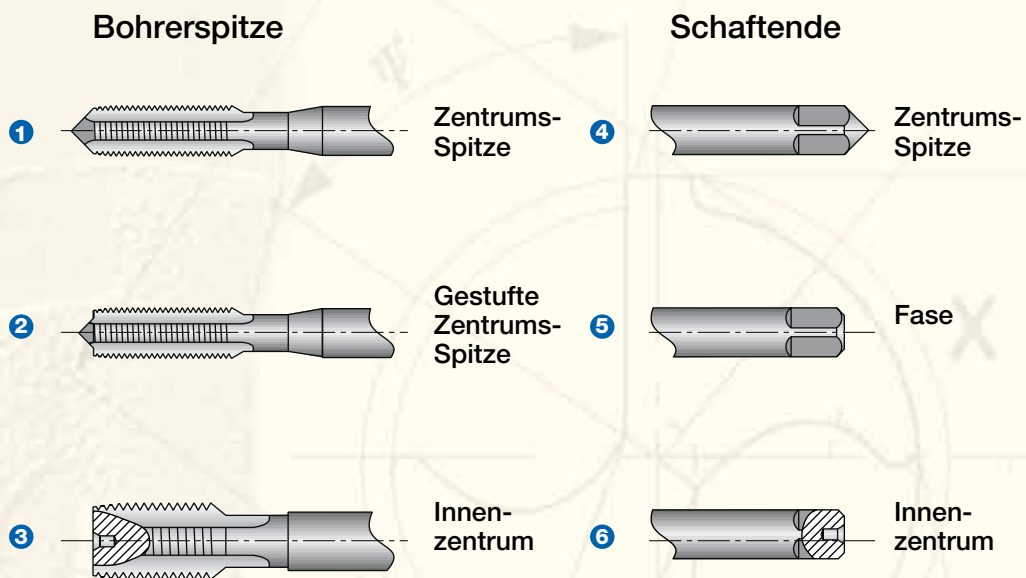 Bohrerspitze
Schaftende
1
Zentrums-
Spitze
4
Zentrums-
Spitze
2
Gestufte
Zentrums-
Spitze
5
Fase
X
3
Innen-
zentrum
6
Innen-
zentrum